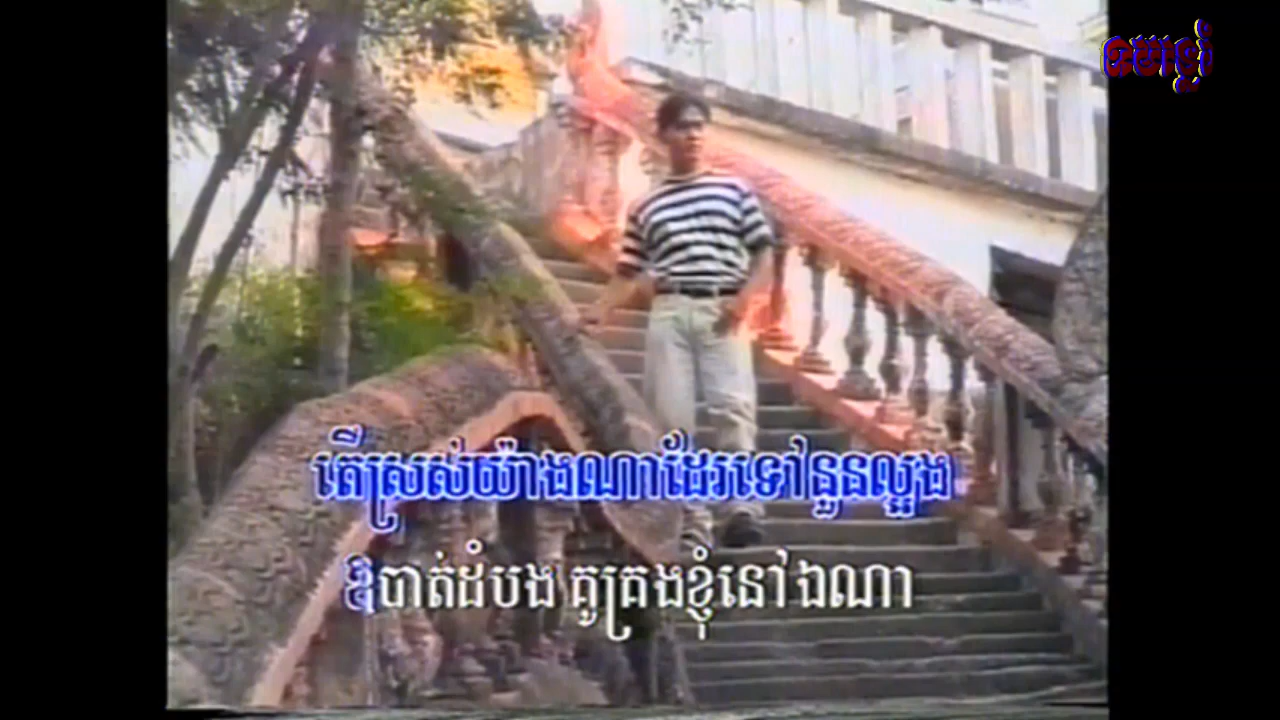 តើស្រស់យ៉ាងណាដែរទៅនួនល្អង
ឱបាត់ដំបង គូគ្រងខ្ញុំនៅឯណា